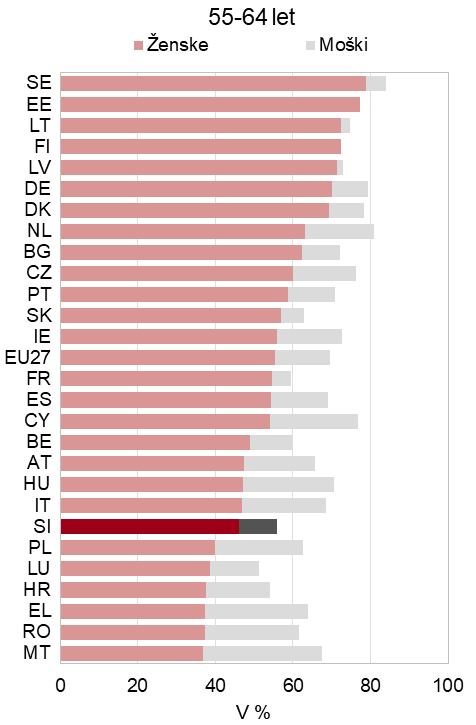 55-64 let
Ženske Moški
SE
EE
LT
FI
LV
DE
DK
NL
BG
CZ
PT
SK
IE
EU27
FR
ES
CY
BE
AT
HU
IT
SI
PL
LU
HR
EL
RO
MT
0 20 40 60 80 100
V %